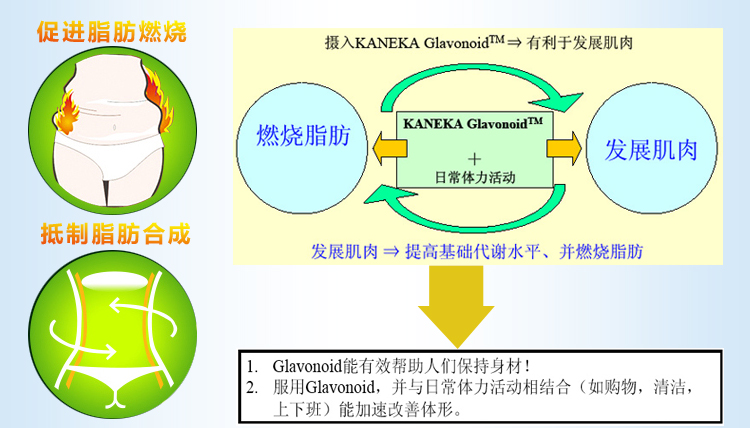 促进脂肪燃烧
抵制脂肪合成
摄入KANEKA Glavonoid™⇒ 有利于发展肌肉
燃烧脂肪
KANEKA Glavonoid™
+
日常体力活动
发展肌肉
发展肌肉 ⇒ 提高基础代谢水平、并燃烧脂肪
1. Glavonoid能有效帮助人们保持身材！
2. 服用Glavonoid，并与日常体力活动相结合（如购物，清洁，
上下班）能加速改善体形。